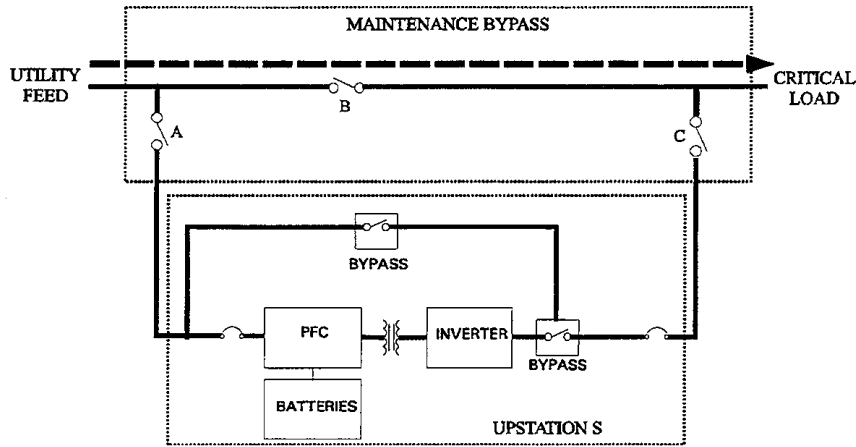 MAINTENANCE BYPASS
UTILITY
FEED
CRITICAL
LOAD
B
A
C
BYPASS
PFC
INVERTER
BYPASS
BATTERIES
UPSTATION S